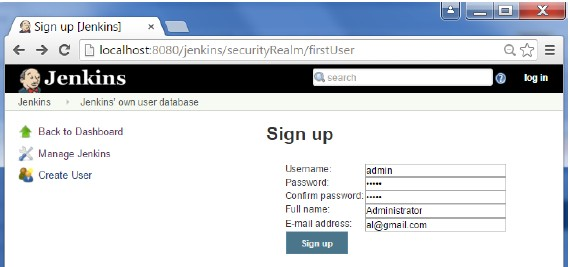 Sign up [Jenkins]
localhost:8080/jenkins/securityRealm/firstUser
Jenkins
search
log in
Jenkins
Jenkins' own user database
Back to Dashboard
Manage Jenkins
Create User
Sign up
Username: admin
Password: •••••
Confirm password: •••••
Full name: Administrator
E-mail address: al@gmail.com
Sign up